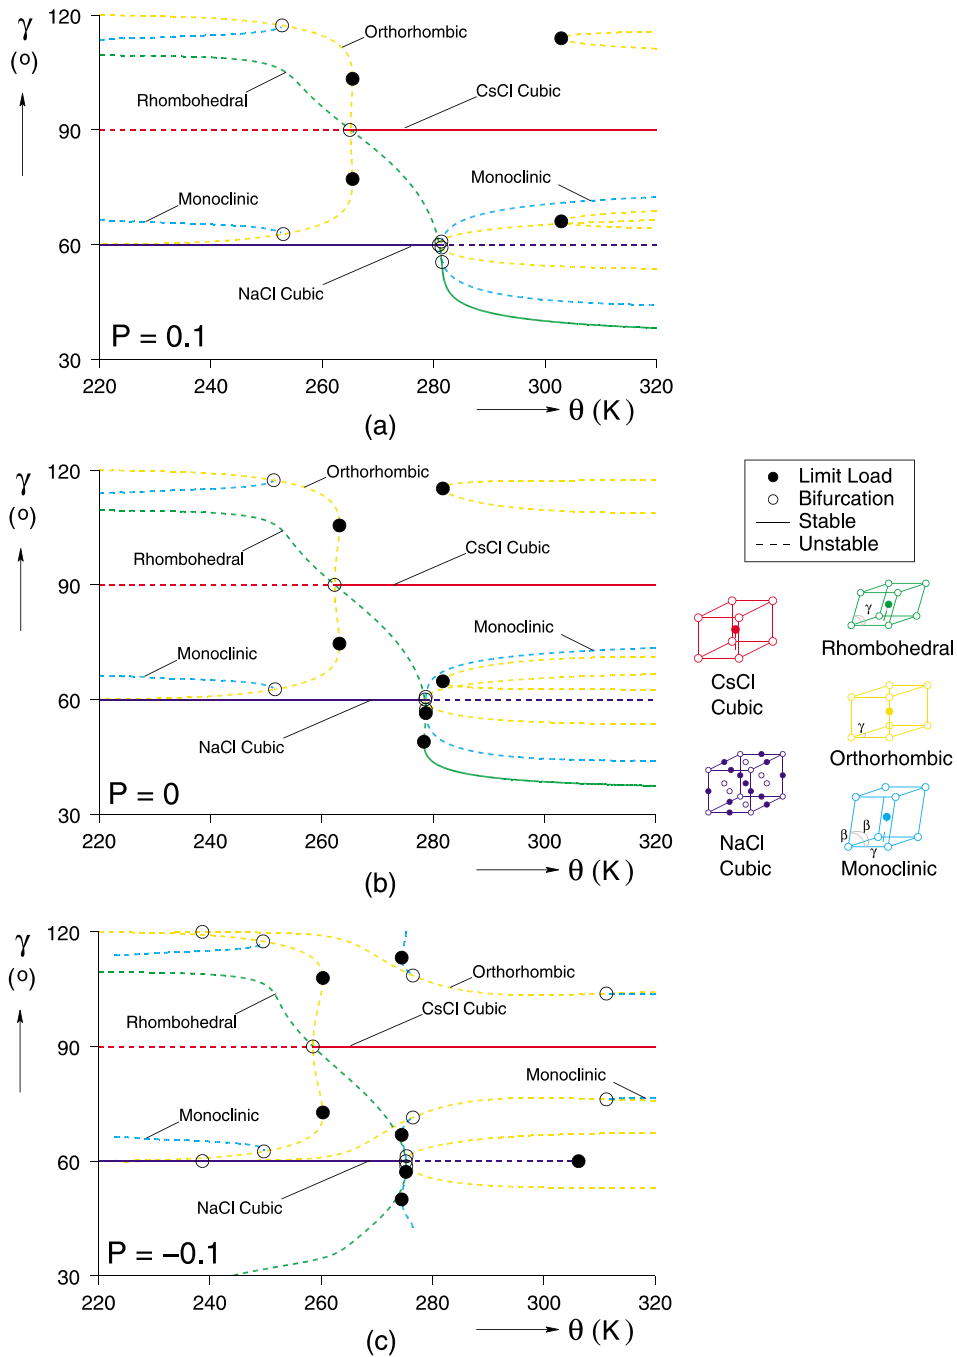 γ
(o)
120
90
60
30
Orthorhombic
Rhombohedral
CsCl Cubic
Monoclinic
Monoclinic
NaCl Cubic
P = 0.1
220
240
260
280
300
320
θ (K)
(a)
γ
(o)
120
90
60
30
Orthorhombic
Rhombohedral
CsCl Cubic
Monoclinic
Monoclinic
NaCl Cubic
P = 0
220
240
260
280
300
320
θ (K)
(b)
Limit Load
Bifurcation
Stable
Unstable
CsCl
Cubic
γ
Rhombohedral
γ
Orthorhombic
NaCl
Cubic
β
β
γ
Monoclinic
γ
(o)
120
90
60
30
Orthorhombic
Rhombohedral
CsCl Cubic
Monoclinic
Monoclinic
NaCl Cubic
P = −0.1
220
240
260
280
300
320
θ (K)
(c)